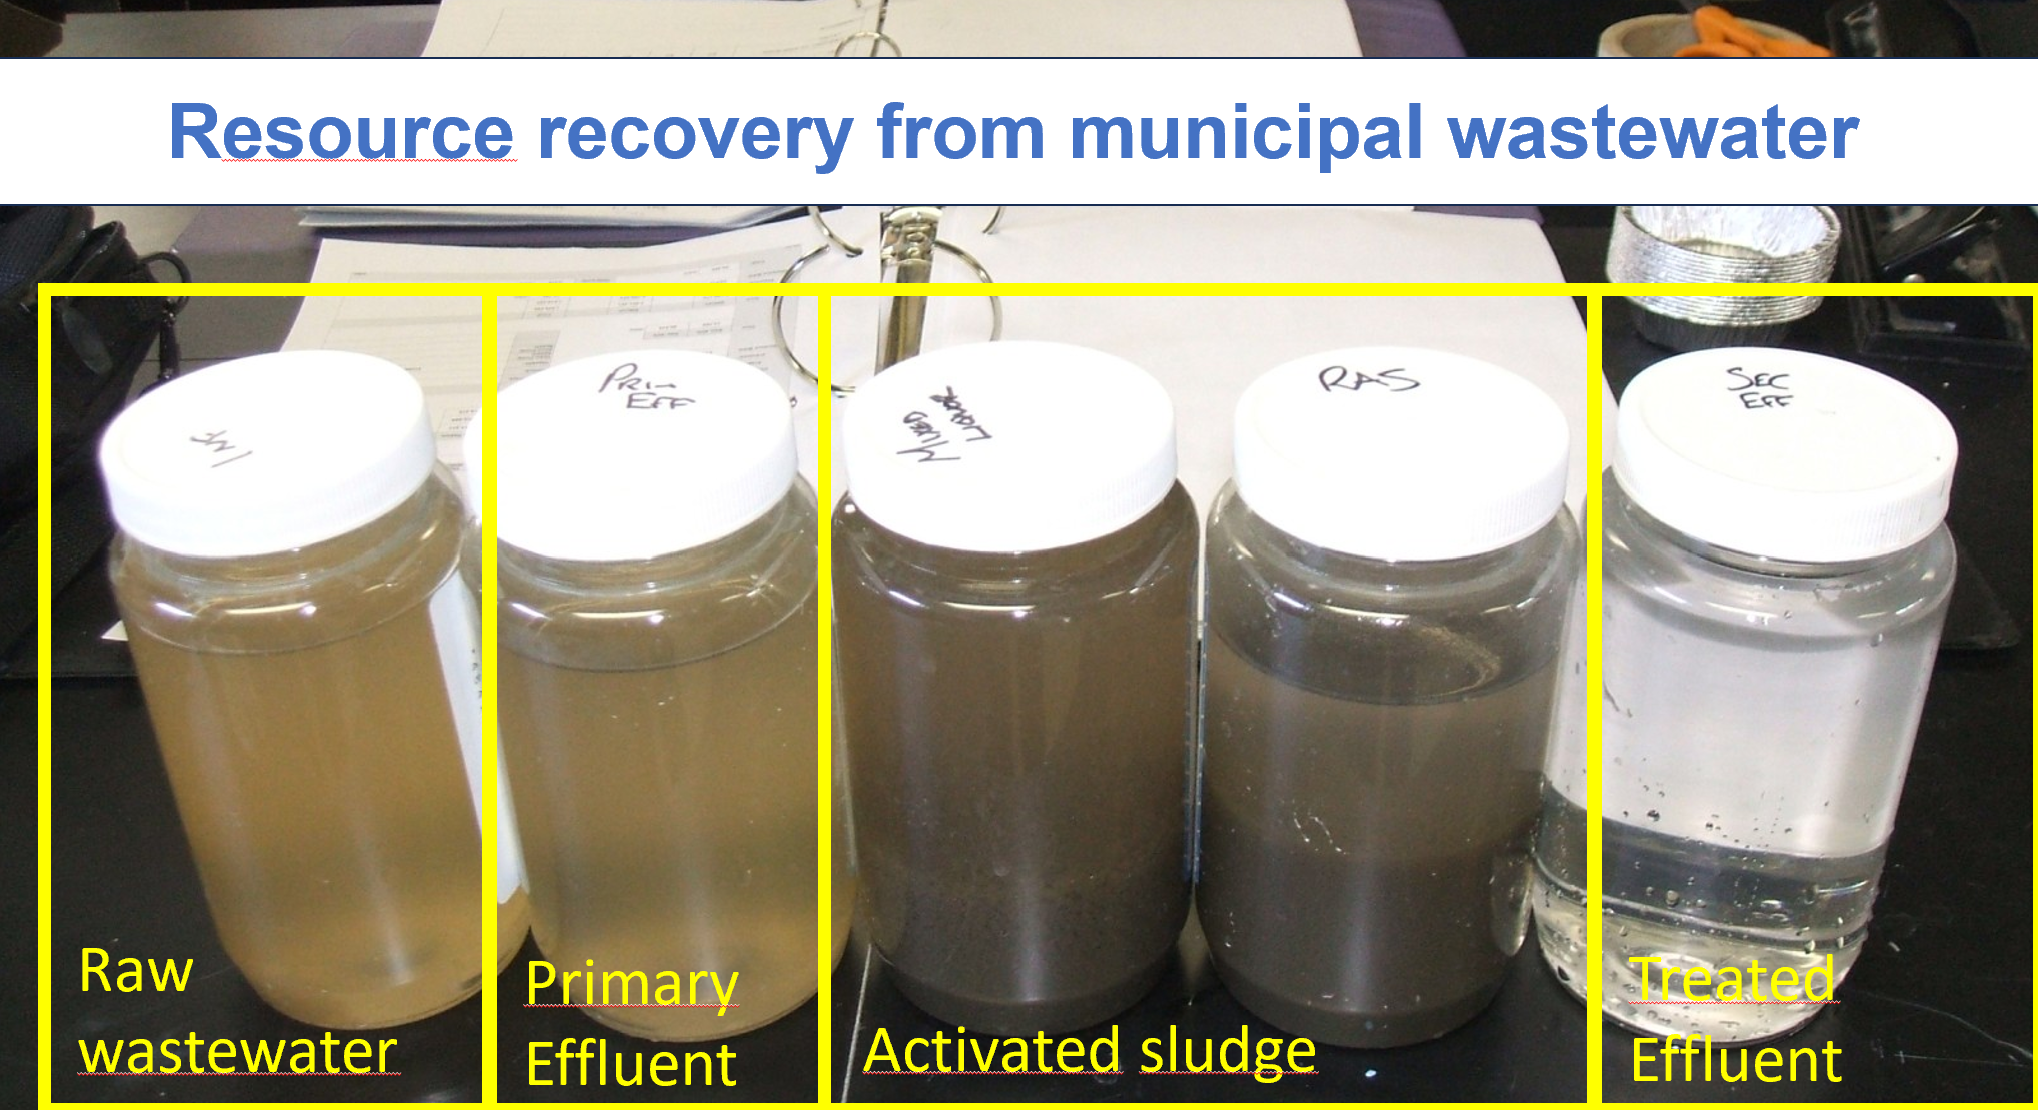 Resource recovery from municipal wastewater
INF
PRIM
EFF
MIXED
LIQUOR
RAS
SEC
EFF
Raw
wastewater
Primary
Effluent
Activated sludge
Treated
Effluent